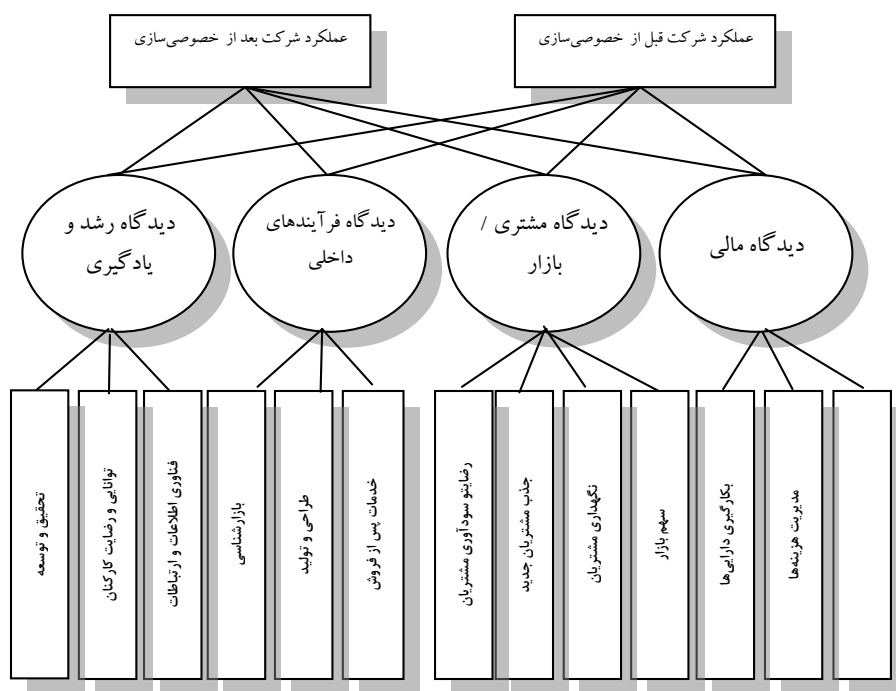 عملکرد شرکت قبل از خصوصی‌سازی
عملکرد شرکت بعد از خصوصی‌سازی
دیدگاه مالی
دیدگاه مشتری /
بازار
دیدگاه فرآیندهای
داخلی
دیدگاه رشد و
یادگیری
مدیریت هزینه‌ها
بکارگیری دارایی‌ها
سهم بازار
نگهداری مشتریان
جذب مشتریان جدید
رضایتو سودآوری مشتریان
خدمات پس از فروش
طراحی و تولید
بازارشناسی
فناوری اطلاعات و ارتباطات
توانایی و رضایت کارکنان
تحقیق و توسعه